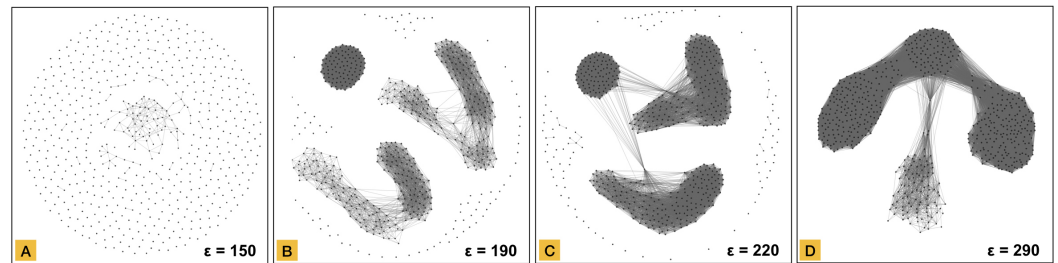 A
ε = 150
B
ε = 190
C
ε = 220
D
ε = 290